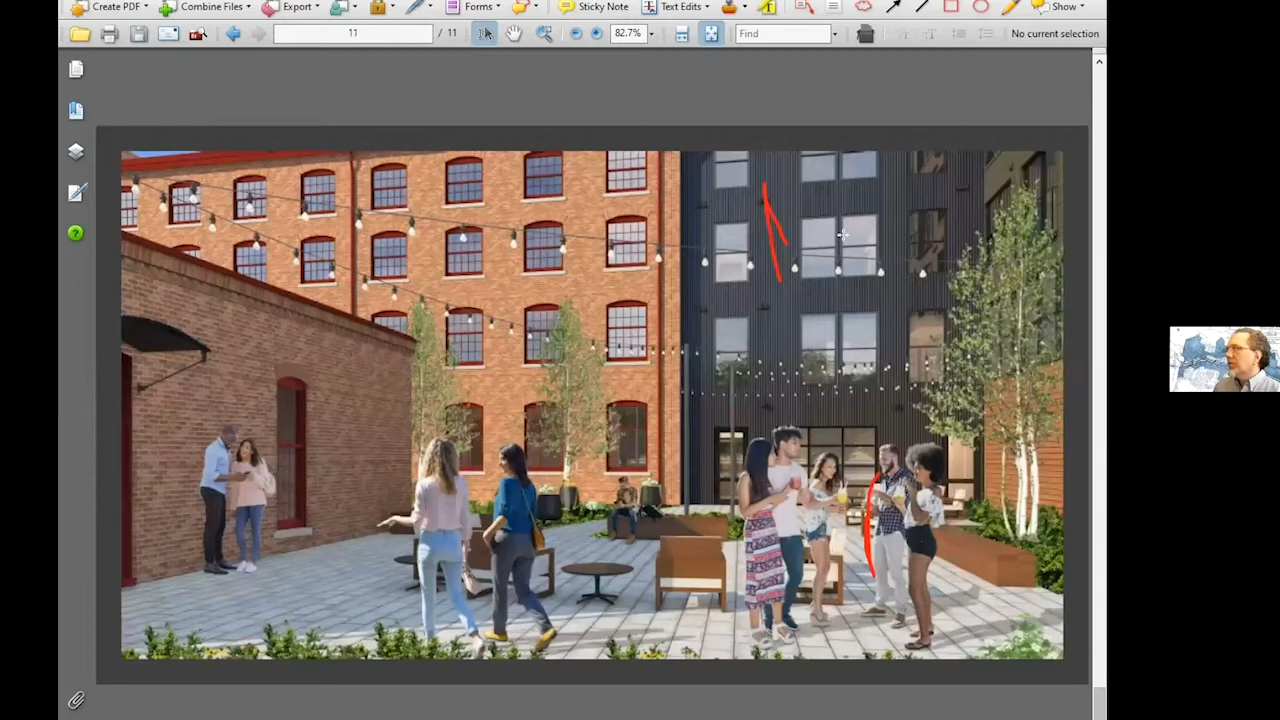 Create PDF Combine Files Export Forms Sticky Note Text Edits Show
11 / 11 82.7% Find No current selection